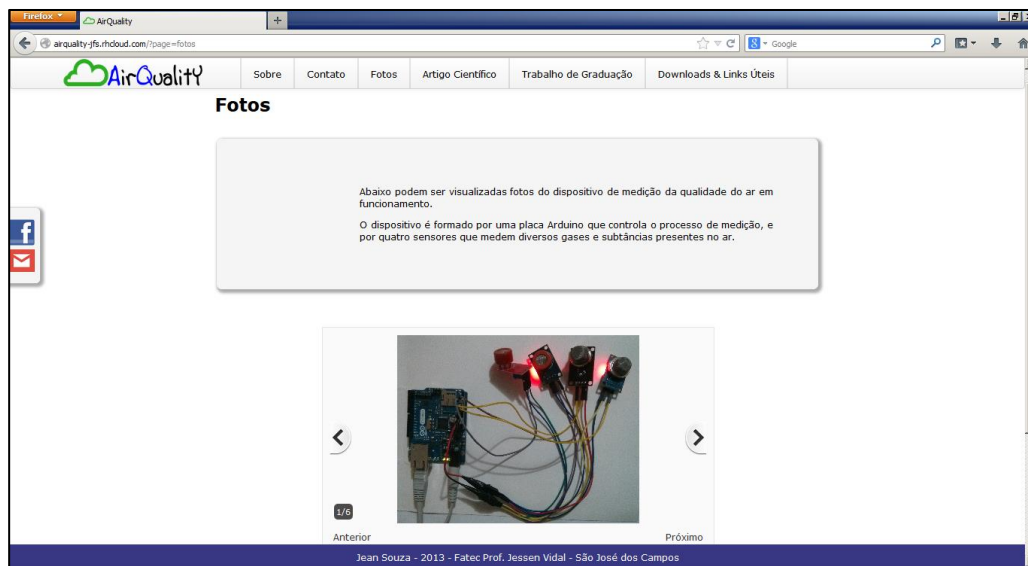 Firefox
AirQuality
airquality-jfs.rhcloud.com/?page=fotos
Google
AirQuality
Sobre
Contato
Fotos
Artigo Científico
Trabalho de Graduação
Downloads & Links Úteis
Fotos
Abaixo podem ser visualizadas fotos do dispositivo de medição da qualidade do ar em
funcionamento.
O dispositivo é formado por uma placa Arduino que controla o processo de medição, e
por quatro sensores que medem diversos gases e subtâncias presentes no ar.
1/6
Anterior
Próximo
Jean Souza - 2013 - Fatec Prof. Jessen Vidal - São José dos Campos